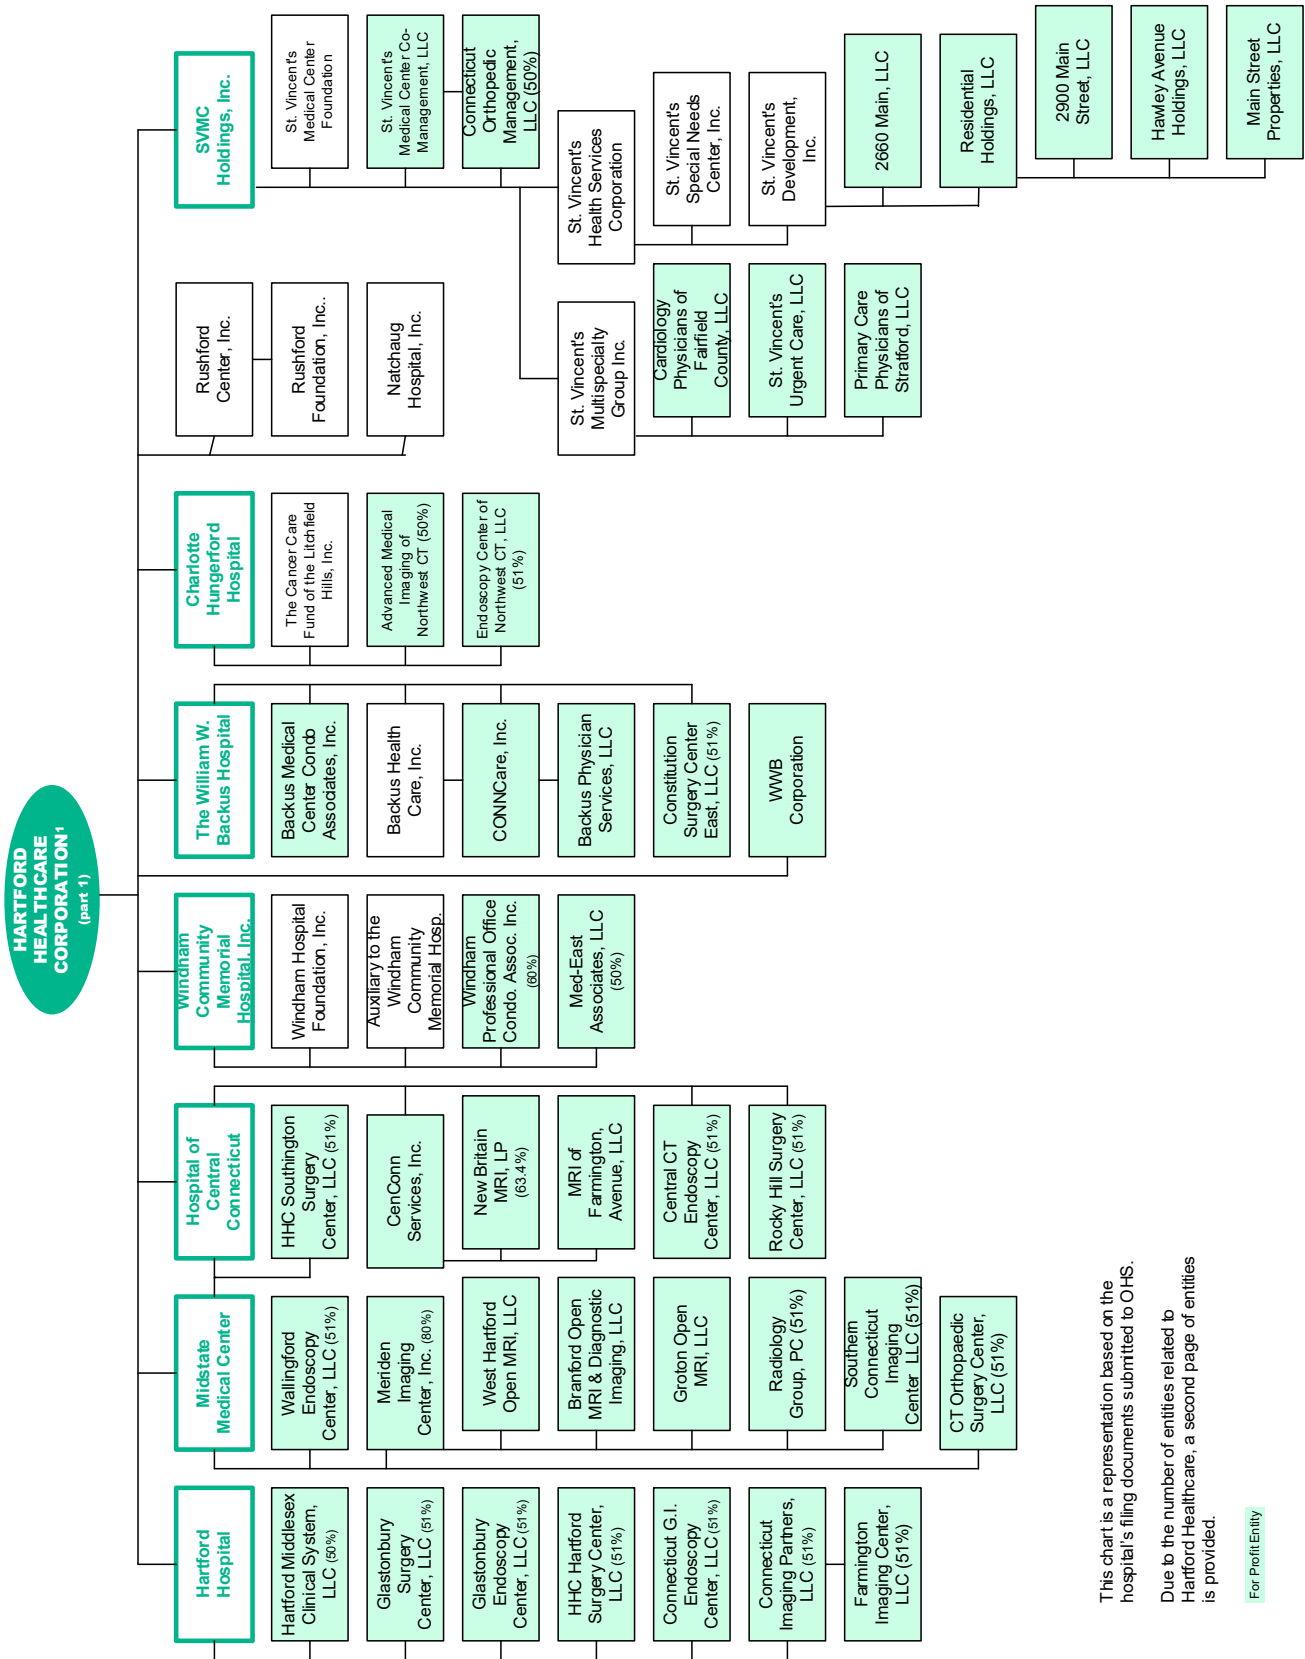 HARTFORD
HEALTHCARE
CORPORATION¹
(part 1)
Hartford
Hospital
Hartford Middlesex
Clinical System,
LLC (50%)
Glastonbury
Surgery
Center, LLC (51%)
Glastonbury
Endoscopy
Center, LLC (51%)
HHC Hartford
Surgery Center,
LLC (51%)
Connecticut G.I.
Endoscopy
Center, LLC (51%)
Connecticut
Imaging Partners,
LLC (51%)
Farmington
Imaging Center,
LLC (51%)
Midstate
Medical Center
Wallingford
Endoscopy
Center, LLC (51%)
Meriden
Imaging
Center, Inc. (80%)
West Hartford
Open MRI, LLC
Branford Open
MRI & Diagnostic
Imaging, LLC
Groton Open
MRI, LLC
Radiology
Group, PC (51%)
Southern
Connecticut
Imaging
Center LLC (51%)
CT Orthopaedic
Surgery Center,
LLC (51%)
Hospital of
Central
Connecticut
HHC Southington
Surgery
Center, LLC (51%)
CenConn
Services, Inc.
New Britain
MRI, LP
(63.4%)
MRI of
Farmington,
Avenue, LLC
Central CT
Endoscopy
Center, LLC (51%)
Rocky Hill Surgery
Center, LLC (51%)
Windham
Community
Memorial
Hospital, Inc.
Windham Hospital
Foundation, Inc.
Auxiliary to the
Windham
Community
Memorial Hosp.
Windham
Professional Office
Condo. Assoc. Inc.
(60%)
Med-East
Associates, LLC
(50%)
The William W.
Backus Hospital
Backus Medical
Center Condo
Associates, Inc.
Backus Health
Care, Inc.
CONNCare, Inc.
Backus Physician
Services, LLC
Constitution
Surgery Center
East, LLC (51%)
WWB
Corporation
Charlotte
Hungerford
Hospital
The Cancer Care
Fund of the Litchfield
Hills, Inc.
Advanced Medical
Imaging of
Northwest CT (50%)
Endoscopy Center of
Northwest CT, LLC
(51%)
Rushford
Center, Inc.
Rushford
Foundation, Inc..
Natchaug
Hospital, Inc.
SVMC
Holdings, Inc.
St. Vincent's
Medical Center
Foundation
St. Vincent's
Medical Center Co-
Management, LLC
Connecticut
Orthopedic
Management,
LLC (50%)
St. Vincent's
Multispecialty
Group Inc.
Cardiology
Physicians of
Fairfield
County, LLC
St. Vincent's
Urgent Care, LLC
Primary Care
Physicians of
Stratford, LLC
St. Vincent's
Health Services
Corporation
St. Vincent's
Special Needs
Center, Inc.
St. Vincent's
Development,
Inc.
2660 Main, LLC
Residential
Holdings, LLC
2900 Main
Street, LLC
Hawley Avenue
Holdings, LLC
Main Street
Properties, LLC
This chart is a representation based on the
hospital's filing documents submitted to OHS.
Due to the number of entities related to
Hartford Healthcare, a second page of entities
is provided.
For Profit Entity